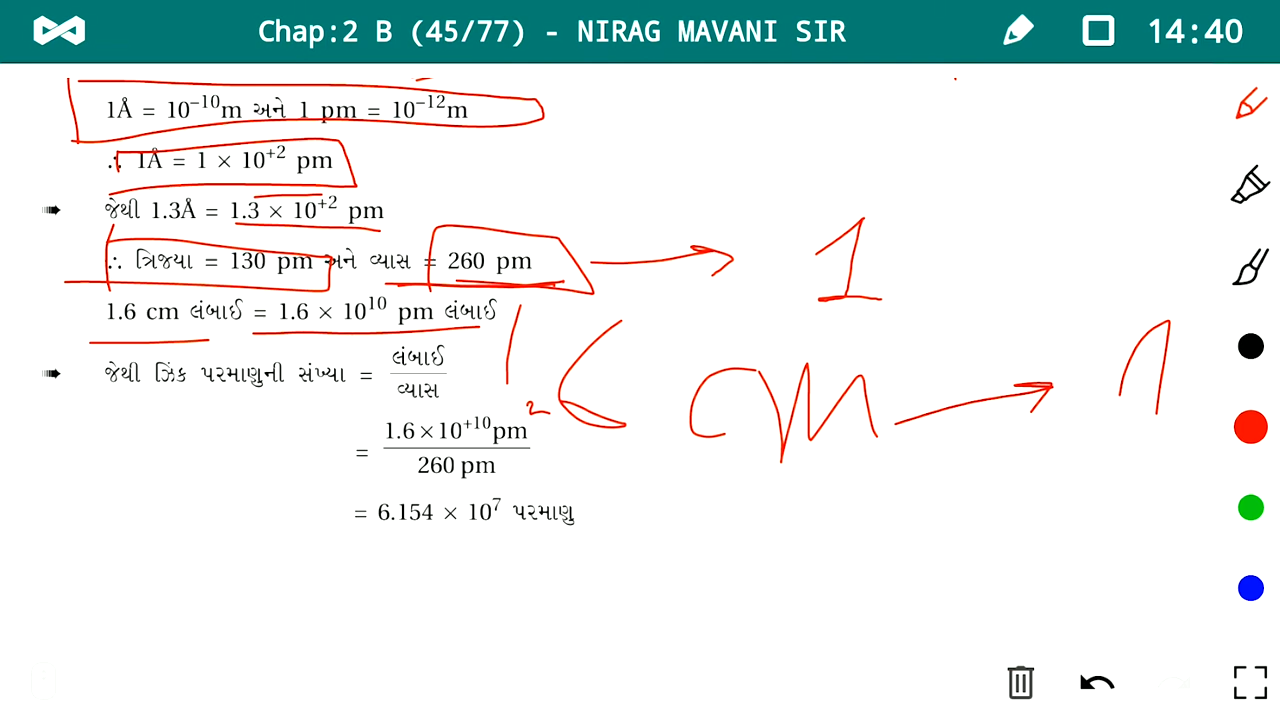 Chap:2 B (45/77) - NIRAG MAVANI SIR
14:40
1Å = 10⁻¹⁰m અને 1 pm = 10⁻¹²m
∴ 1Å = 1 × 10⁺² pm
➠ જેથી 1.3Å = 1.3 × 10⁺² pm
∴ ત્રિજ્યા = 130 pm અને વ્યાસ = 260 pm → 1
1.6 cm લંબાઈ = 1.6 × 10¹⁰ pm લંબાઈ
➠ જેથી ઝિંક પરમાણુની સંખ્યા = લંબાઈ / વ્યાસ
= 1.6×10⁺¹⁰pm / 260 pm
= 6.154 × 10⁷ પરમાણુ
cm →